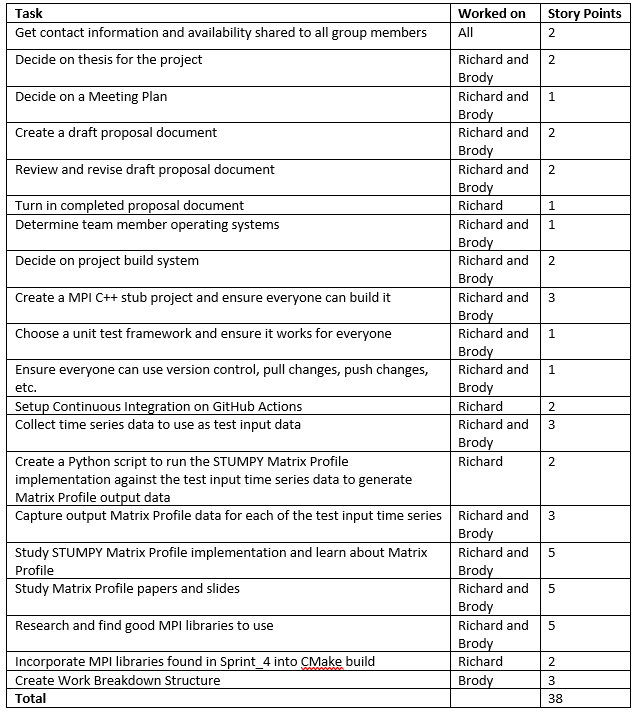 Task Worked on Story Points
Get contact information and availability shared to all group members All 2
Decide on thesis for the project Richard and 2
Brody
Decide on a Meeting Plan Richard and 1
Brody
Create a draft proposal document Richard and 2
Brody
Review and revise draft proposal document Richard and 2
Brody
Turn in completed proposal document Richard 1
Determine team member operating systems Richard and 1
Brody
Decide on project build system Richard and 2
Brody
Create a MPI C++ stub project and ensure everyone can build it Richard and 3
Brody
Choose a unit test framework and ensure it works for everyone Richard and 1
Brody
Ensure everyone can use version control, pull changes, push changes, Richard and 1
etc. Brody
Setup Continuous Integration on GitHub Actions Richard 2
Collect time series data to use as test input data Richard and 3
Brody
Create a Python script to run the STUMPY Matrix Profile Richard 2
implementation against the test input time series data to generate
Matrix Profile output data
Capture output Matrix Profile data for each of the test input time series Richard and 3
Brody
Study STUMPY Matrix Profile implementation and learn about Matrix Richard and 5
Profile Brody
Study Matrix Profile papers and slides Richard and 5
Brody
Research and find good MPI libraries to use Richard and 5
Brody
Incorporate MPI libraries found in Sprint_4 into CMake build Richard 2
Create Work Breakdown Structure Brody 3
Total 38